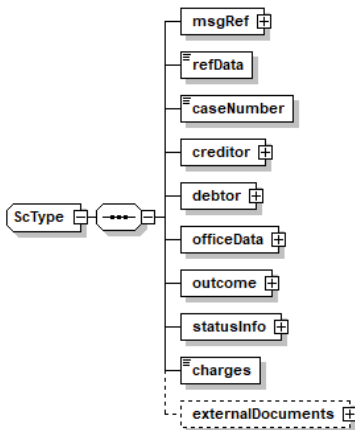 msgRef
refData
caseNumber
creditor
debtor
ScType
officeData
outcome
statusInfo
charges
externalDocuments